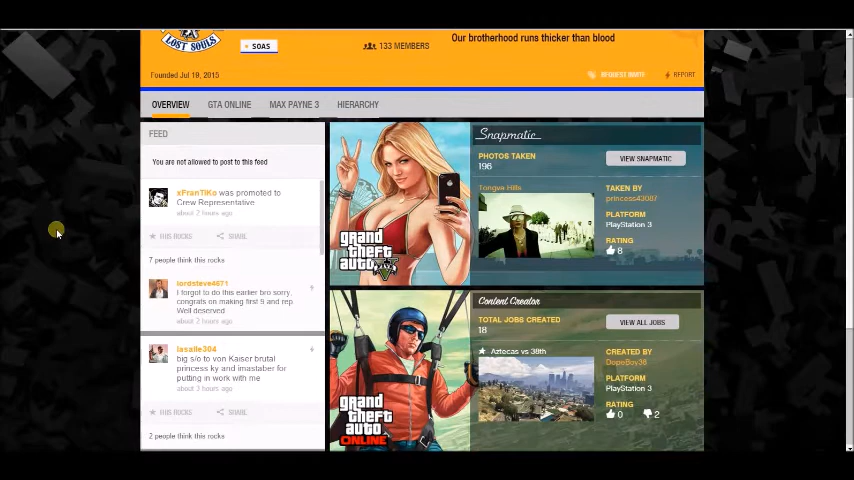 LOST SOULS
★ SOAS
133 MEMBERS
Our brotherhood runs thicker than blood
Founded Jul 19, 2015
REQUEST INVITE
REPORT
OVERVIEW
GTA ONLINE
MAX PAYNE 3
HIERARCHY
FEED
You are not allowed to post to this feed
xFranTiKo was promoted to
Crew Representative
about 2 hours ago
THIS ROCKS
SHARE
7 people think this rocks
lordsteve4671
I forgot to do this earlier bro sorry,
congrats on making first 5 and rep.
Well deserved
about 2 hours ago
lasalle304
big s/o to von Kaiser brutal
princess ky and imastaber for
putting in work with me
about 3 hours ago
THIS ROCKS
SHARE
2 people think this rocks
grand
theft
auto
V
Snapmatic
PHOTOS TAKEN
196
VIEW SNAPMATIC
Tongva Hills
TAKEN BY
princess43087
PLATFORM
PlayStation 3
RATING
8
grand
theft
auto
ONLINE
Content Creator
TOTAL JOBS CREATED
18
VIEW ALL JOBS
★ Aztecas vs 38th
CREATED BY
DopeBoy38
PLATFORM
PlayStation 3
RATING
0
2